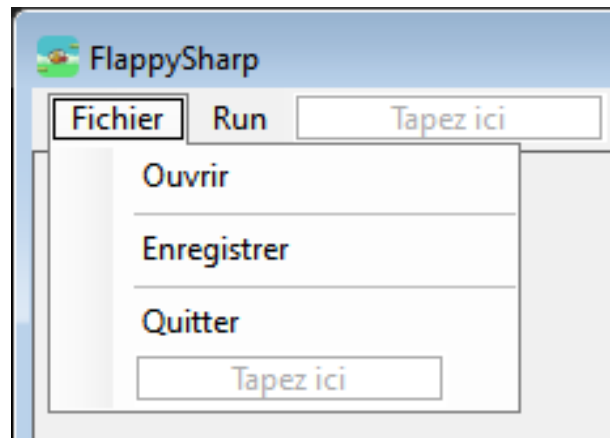 FlappySharp
Fichier Run Tapez ici
Ouvrir
Enregistrer
Quitter
Tapez ici